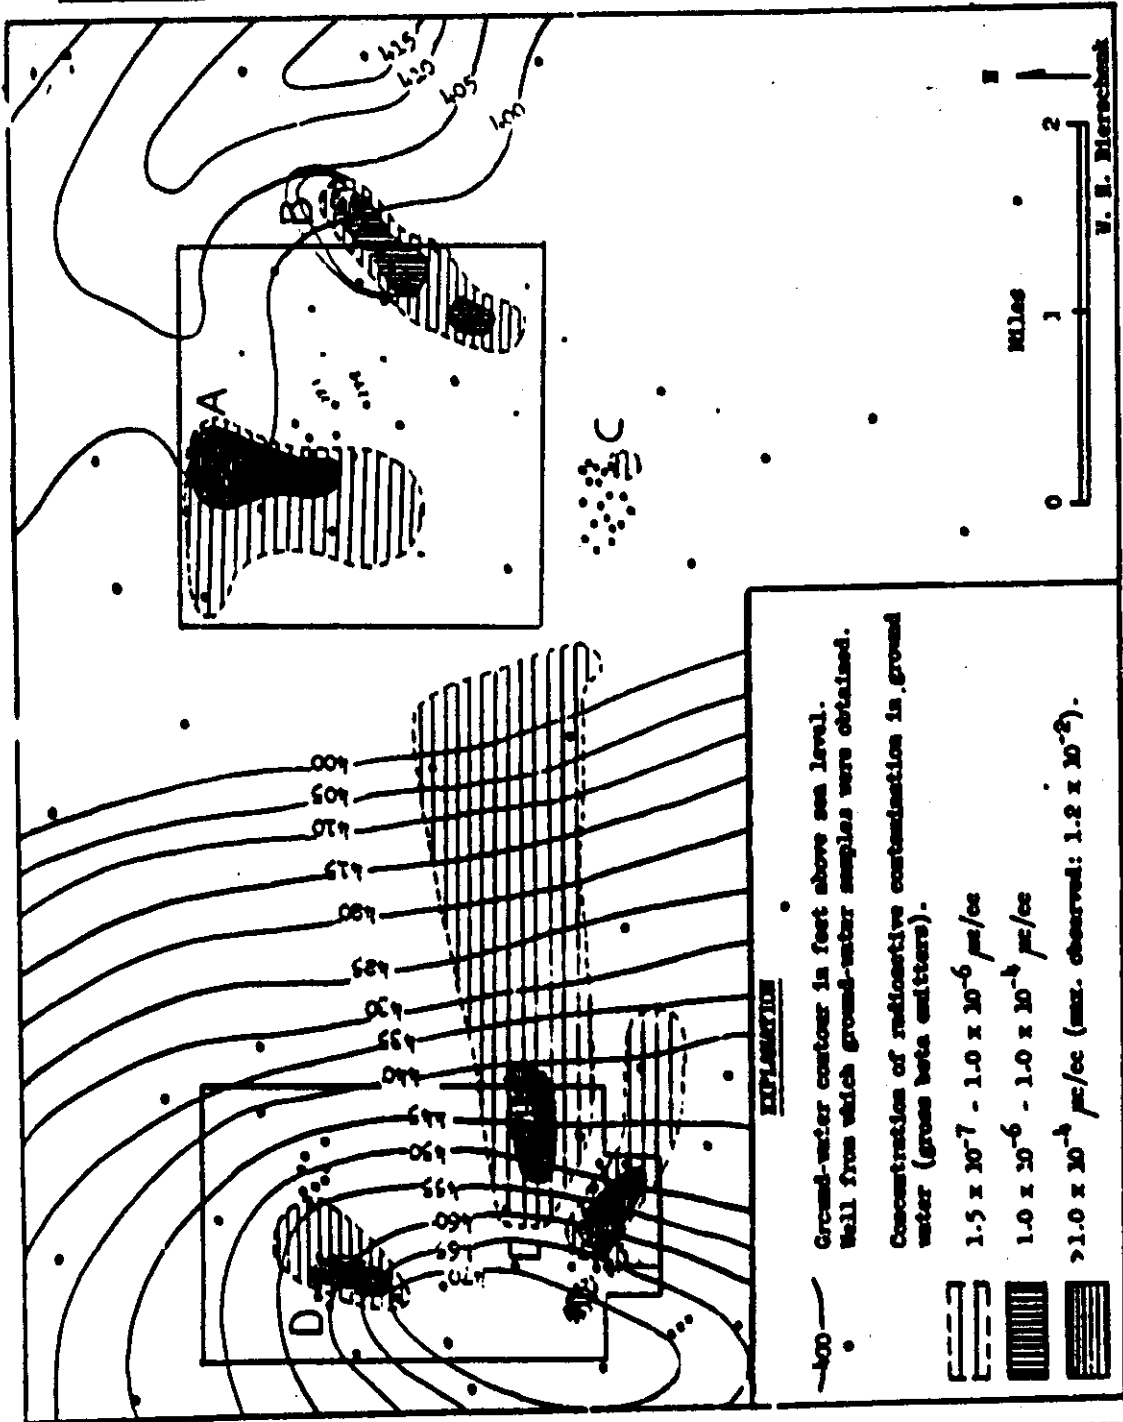 415
420
405
400
B
A
C
D
400
405
410
415
420
425
430
435
440
445
450
455
460
465
470
N
Miles
0 1 2
W. H. Bierschenk
EXPLANATION
400 Ground-water contour in feet above sea level.
Well from which ground-water samples were obtained.
Concentration of radioactive contamination in ground
water (gross beta emitters).
1.5 x 10⁻⁷ - 1.0 x 10⁻⁶ µc/cc
1.0 x 10⁻⁶ - 1.0 x 10⁻⁴ µc/cc
>1.0 x 10⁻⁴ µc/cc (max. observed: 1.2 x 10⁻²).